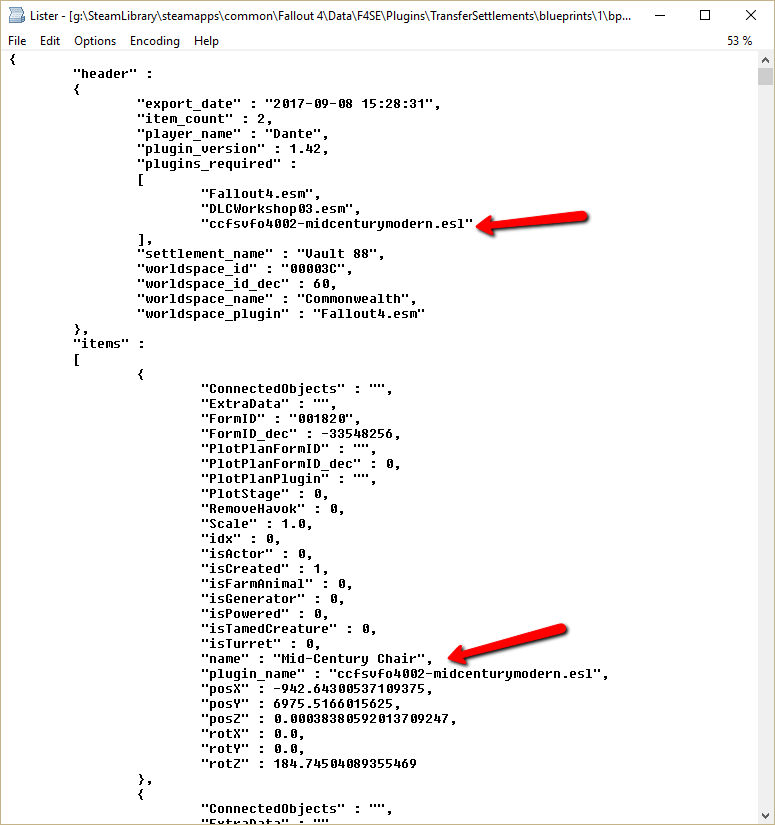 Lister - [g:\SteamLibrary\steamapps\common\Fallout 4\Data\F4SE\Plugins\TransferSettlements\blueprints\1\bp...
File Edit Options Encoding Help 53 %
{
"header" :
{
"export_date" : "2017-09-08 15:28:31",
"item_count" : 2,
"player_name" : "Dante",
"plugin_version" : 1.42,
"plugins_required" :
[
"Fallout4.esm",
"DLCWorkshop03.esm",
"ccfsvfo4002-midcenturymodern.esl"
],
"settlement_name" : "Vault 88",
"worldspace_id" : "00003C",
"worldspace_id_dec" : 60,
"worldspace_name" : "Commonwealth",
"worldspace_plugin" : "Fallout4.esm"
},
"items" :
[
{
"ConnectedObjects" : "",
"ExtraData" : "",
"FormID" : "001820",
"FormID_dec" : -33548256,
"PlotPlanFormID" : "",
"PlotPlanFormID_dec" : 0,
"PlotPlanPlugin" : "",
"PlotStage" : 0,
"RemoveHavok" : 0,
"Scale" : 1.0,
"idx" : 0,
"isActor" : 0,
"isCreated" : 1,
"isFarmAnimal" : 0,
"isGenerator" : 0,
"isPowered" : 0,
"isTamedCreature" : 0,
"isTurret" : 0,
"name" : "Mid-Century Chair",
"plugin_name" : "ccfsvfo4002-midcenturymodern.esl",
"posX" : -942.64300537109375,
"posY" : 6975.5166015625,
"posZ" : 0.00038380592013709247,
"rotX" : 0.0,
"rotY" : 0.0,
"rotZ" : 184.74504089355469
},
{
"ConnectedObjects" : "",
"ExtraData" : ""